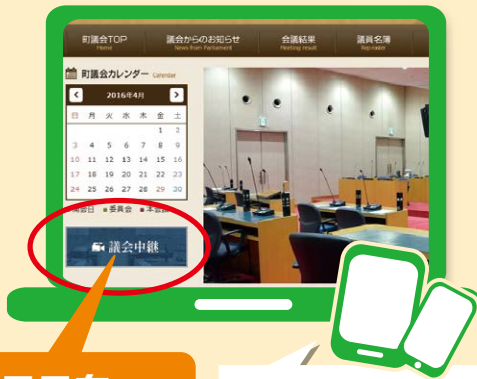 町議会TOP 議会からのお知らせ 会議結果 議員名簿
Home News from Parliament Meeting result Rep roster
町議会カレンダー Calendar
2016年4月
日 月 火 水 木 金 土
1 2
3 4 5 6 7 8 9
10 11 12 13 14 15 16
17 18 19 20 21 22 23
24 25 26 27 28 29 30
委員会
議会中継